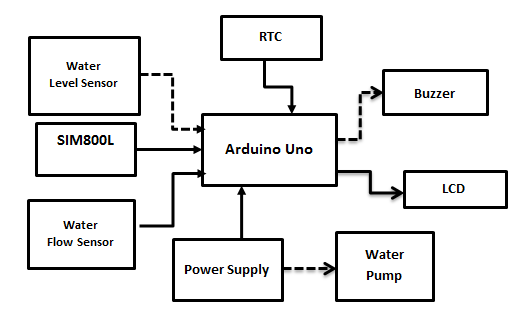 RTC
Water
Level Sensor
Buzzer
SIM800L
Arduino Uno
LCD
Water
Flow Sensor
Power Supply
Water
Pump